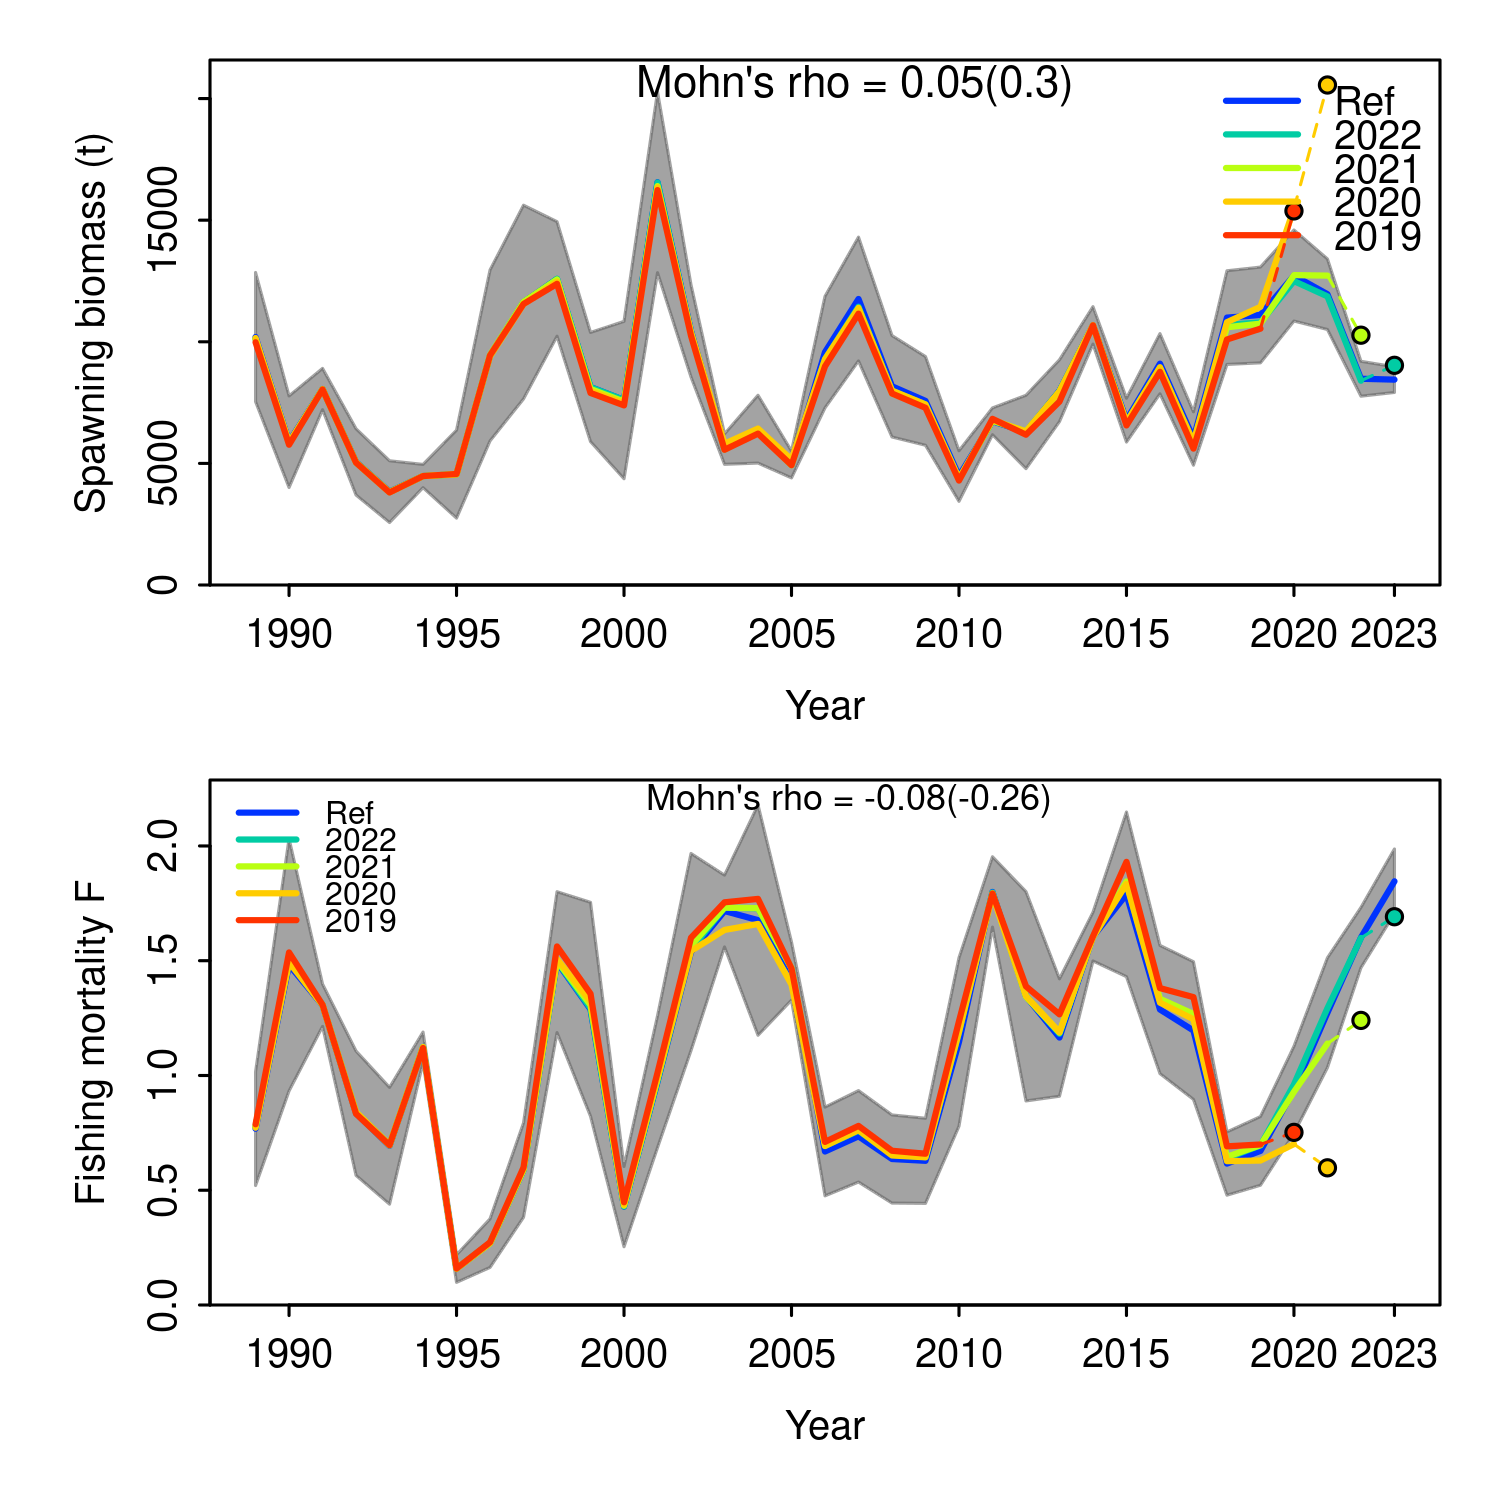 Mohn's rho = 0.05(0.3)
Ref
2022
2021
2020
2019
Spawning biomass (t)
0
5000
15000
1990 1995 2000 2005 2010 2015 2020 2023
Year
Mohn's rho = -0.08(-0.26)
Ref
2022
2021
2020
2019
Fishing mortality F
0.0
0.5
1.0
1.5
2.0
1990 1995 2000 2005 2010 2015 2020 2023
Year